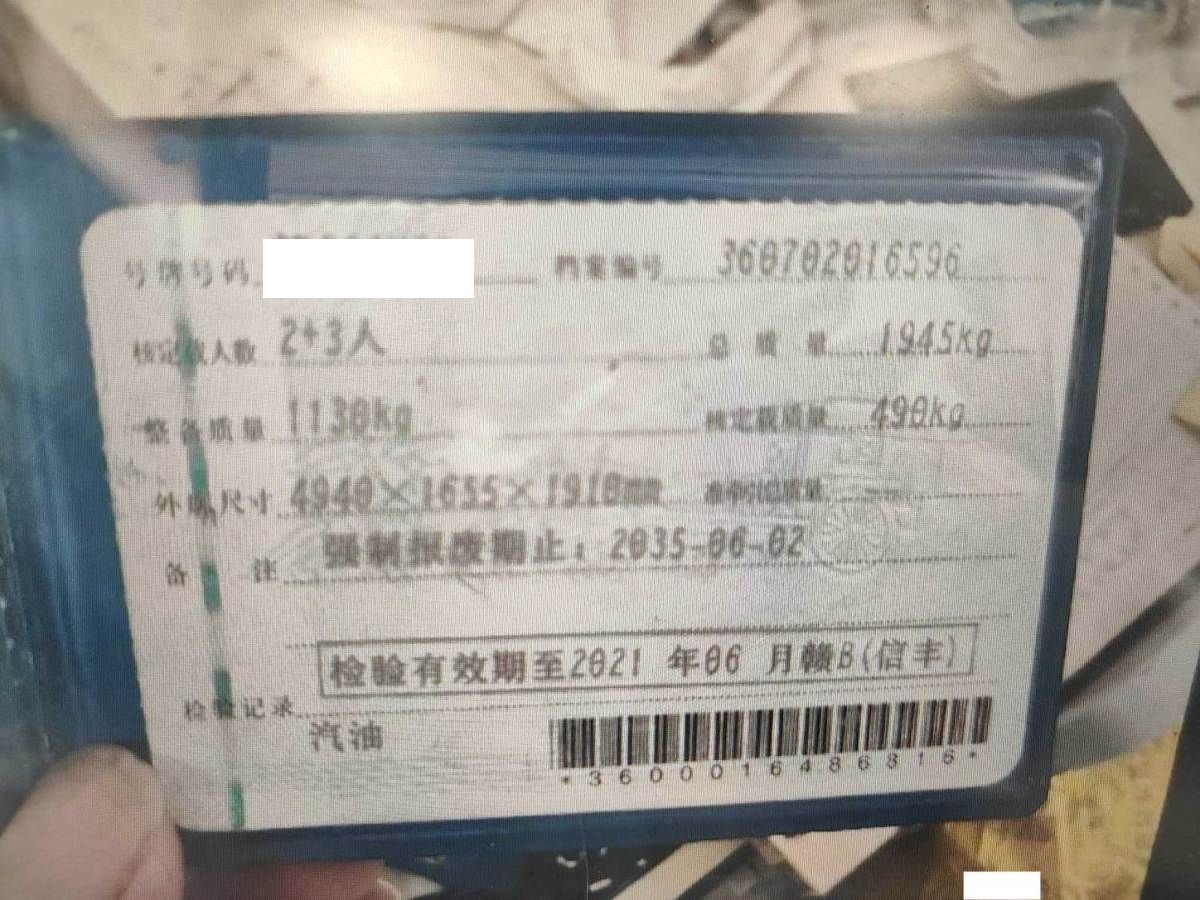 号牌号码 档案编号 360702016596
核定载人数 2+3人 总质量 1945kg
整备质量 1130kg 核定载质量 490kg
外廓尺寸 4940×1655×1910mm 准牵引总质量 --
备注 强制报废期止：2035-06-02
检验有效期至2021 年06 月赣B(信丰)
检验记录
汽油
*3600016486816*